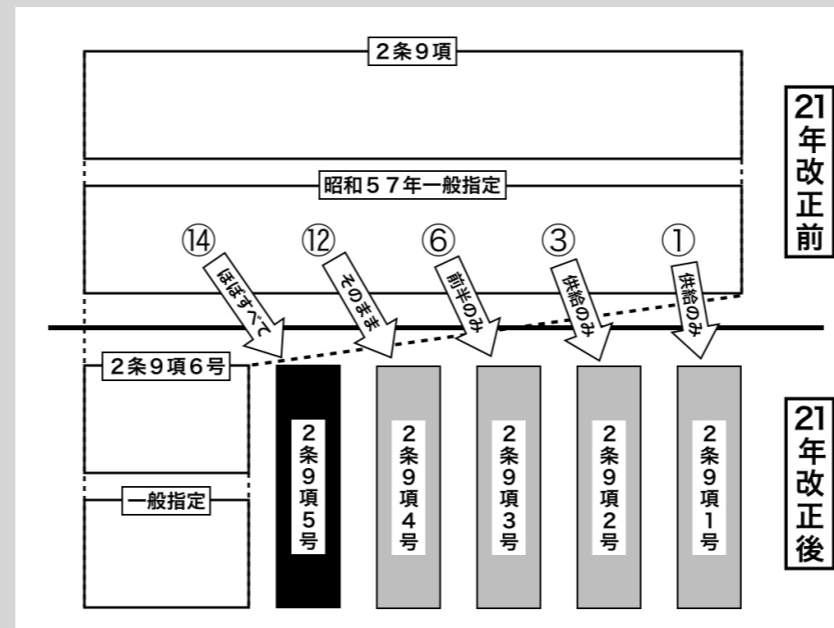 2条9項
21年改正前
昭和57年一般指定
⑭
⑫
⑥
③
①
ほぼすべて
そのまま
前半のみ
供給のみ
供給のみ
2条9項6号
一般指定
2条9項5号
2条9項4号
2条9項3号
2条9項2号
2条9項1号
21年改正後